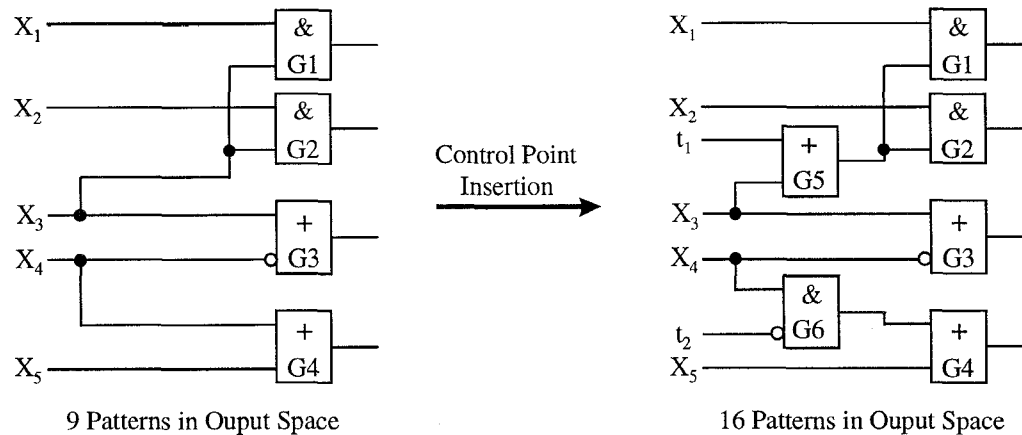 X1
&
G1
X2
&
G2
X3
+
G3
X4
+
G4
X5
9 Patterns in Ouput Space
Control Point
Insertion
X1
&
G1
X2
&
G2
t1
+
G5
X3
+
G3
X4
&
G6
t2
+
G4
X5
16 Patterns in Ouput Space